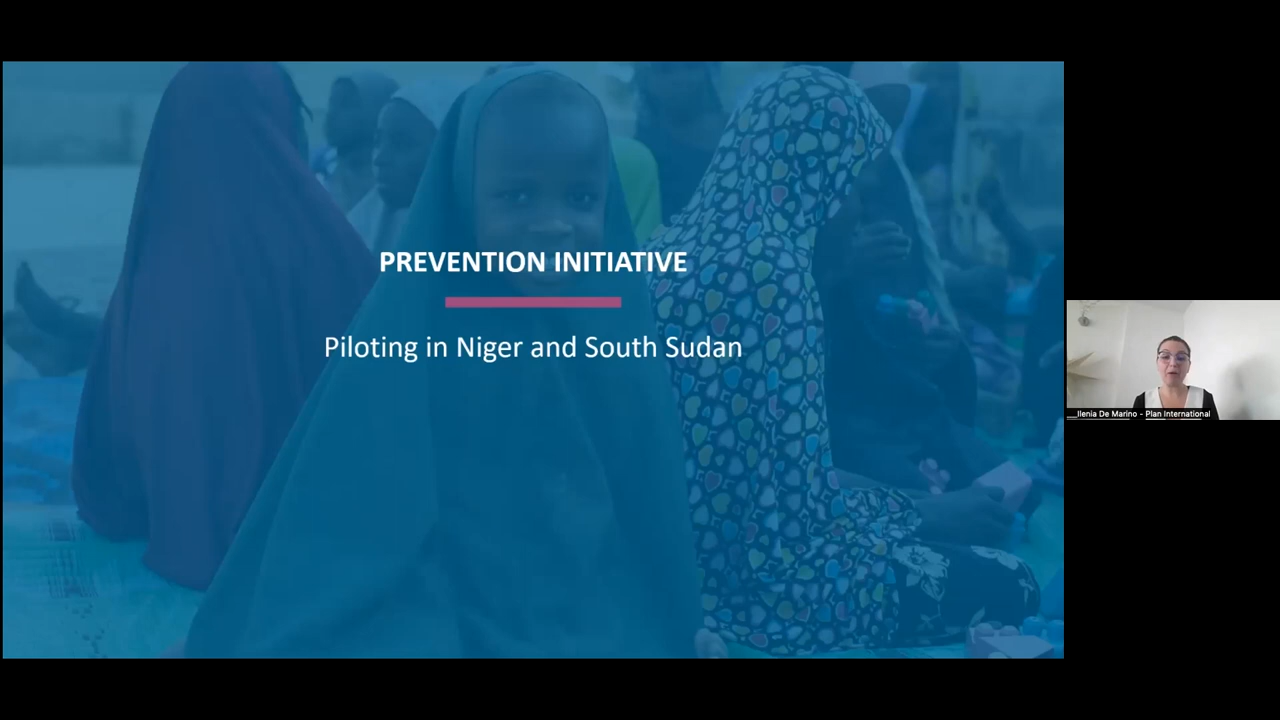 PREVENTION INITIATIVE
Piloting in Niger and South Sudan
Ilenia De Marino - Plan International